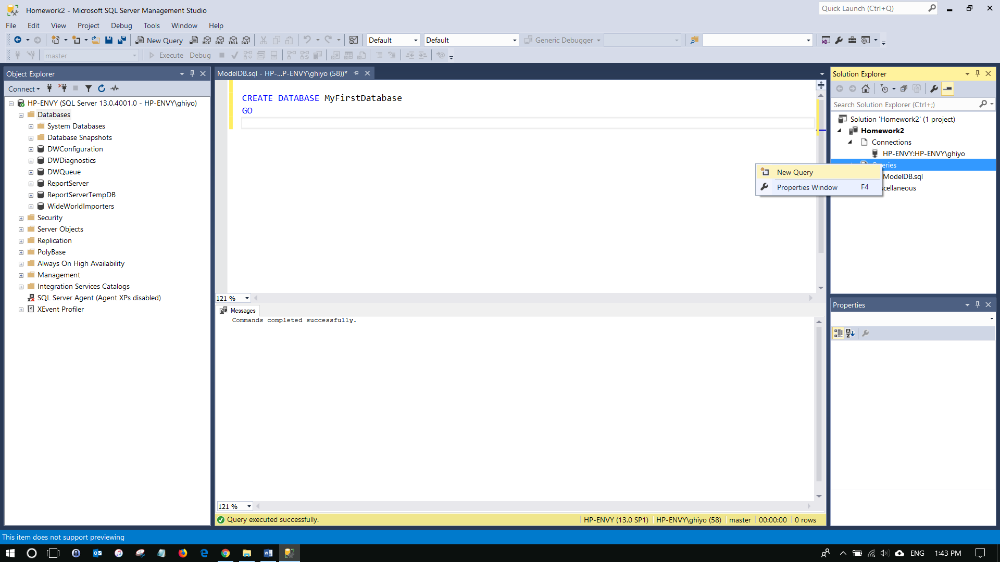 Homework2 - Microsoft SQL Server Management Studio
Quick Launch (Ctrl+Q)
File Edit View Project Debug Tools Window Help
New Query MDX DMX XMLA DAX Default Default Generic Debugger
master Execute Debug
Object Explorer
Connect
HP-ENVY (SQL Server 13.0.4001.0 - HP-ENVY\ghiyo)
Databases
System Databases
Database Snapshots
DWConfiguration
DWDiagnostics
DWQueue
ReportServer
ReportServerTempDB
WideWorldImporters
Security
Server Objects
Replication
PolyBase
Always On High Availability
Management
Integration Services Catalogs
SQL Server Agent (Agent XPs disabled)
XEvent Profiler
ModelDB.sql - HP-...P-ENVY\ghiyo (58))*
CREATE DATABASE MyFirstDatabase
GO
121 %
Messages
Commands completed successfully.
121 %
Query executed successfully.
HP-ENVY (13.0 SP1) HP-ENVY\ghiyo (58) master 00:00:00 0 rows
Solution Explorer
Search Solution Explorer (Ctrl+;)
Solution 'Homework2' (1 project)
Homework2
Connections
HP-ENVY:HP-ENVY\ghiyo
New Query
Properties Window F4
ModelDB.sql
Properties
This item does not support previewing
ENG 1:43 PM